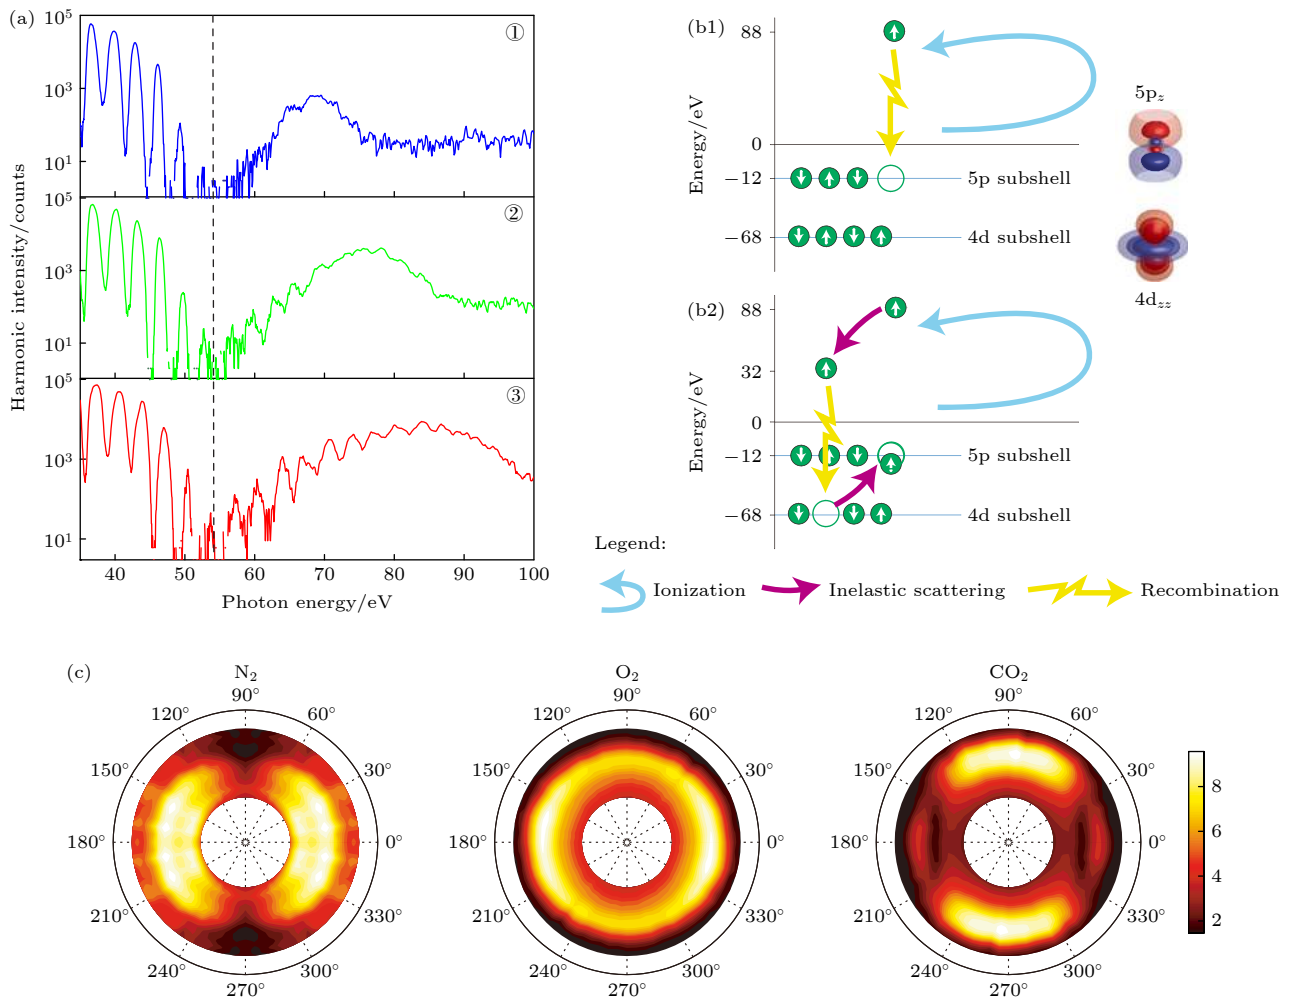 (a)
Harmonic intensity/counts
10⁵
10³
10¹
①
10⁵
10³
10¹
②
10⁵
10³
10¹
③
40 50 60 70 80 90 100
Photon energy/eV
(b1)
Energy/eV
88
0
−12
−68
5p subshell
4d subshell
5p_z
4d_zz
(b2)
Energy/eV
88
32
0
−12
−68
5p subshell
4d subshell
Legend:
Ionization
Inelastic scattering
Recombination
(c)
N₂
90°
120° 60°
150° 30°
180° 0°
210° 330°
240° 300°
270°
O₂
90°
120° 60°
150° 30°
180° 0°
210° 330°
240° 300°
270°
CO₂
90°
120° 60°
150° 30°
180° 0°
210° 330°
240° 300°
270°
8
6
4
2